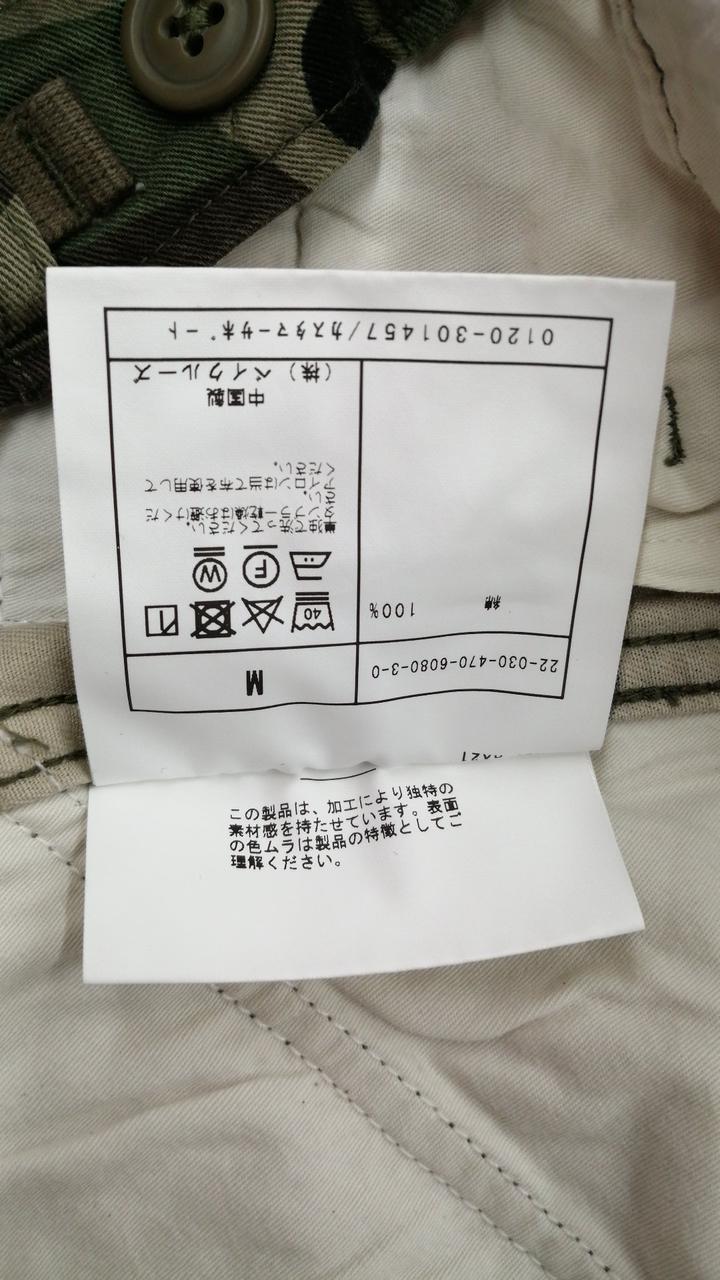 22-030-470-6080-3-0
M
綿 100%
40
F
W
単独で洗ってください。
タンブラー乾燥はお避けくだ
さい。
アイロンは当て布を使用して
ください。
中国製
(株) ベイクルーズ
0120-301457/カスタマーサポート
この製品は、加工により独特の
素材感を持たせています。表面
の色ムラは製品の特徴としてご
理解ください。